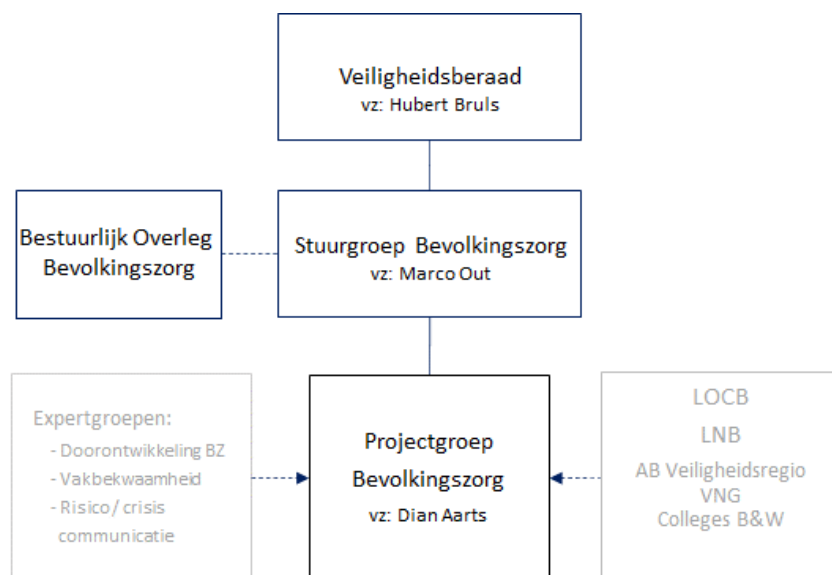 Veiligheidsberaad
vz: Hubert Bruls
Bestuurlijk Overleg
Bevolkingszorg
Stuurgroep Bevolkingszorg
vz: Marco Out
Expertgroepen:
- Doorontwikkeling BZ
- Vakbekwaamheid
- Risico/ crisis
communicatie
Projectgroep
Bevolkingszorg
vz: Dian Aarts
LOCB
LNB
AB Veiligheidsregio
VNG
Colleges B&W